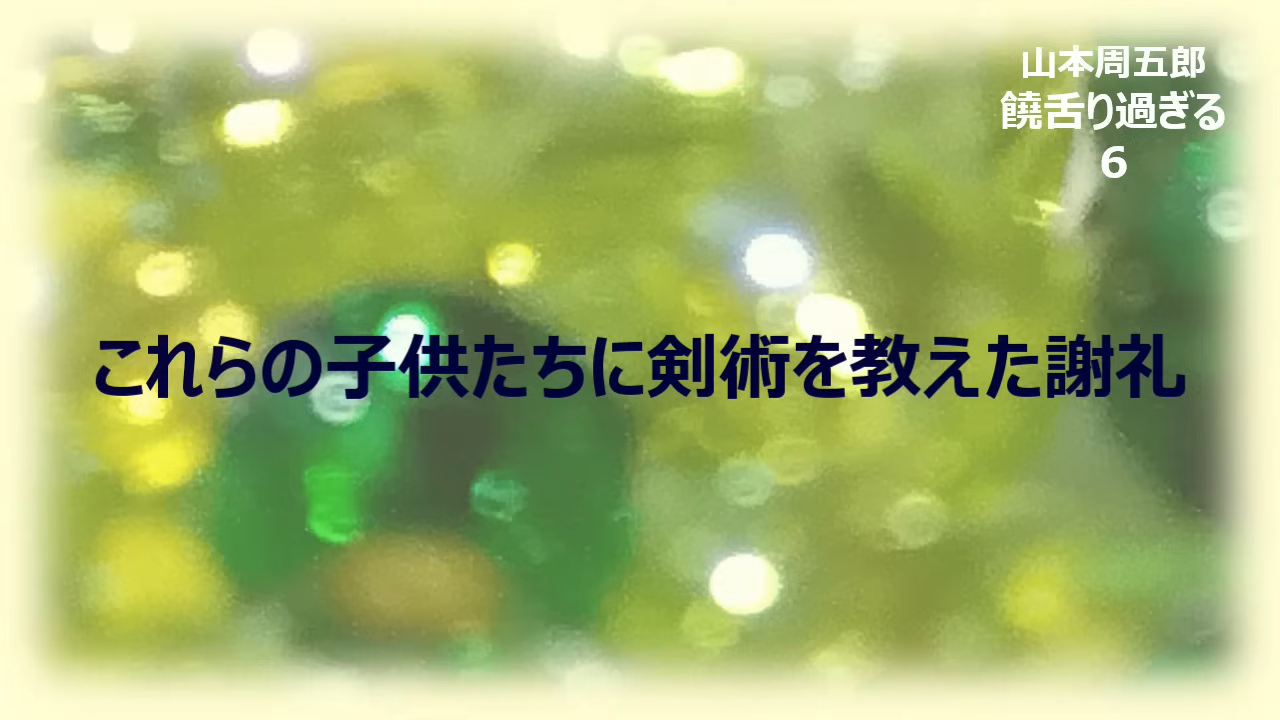 山本周五郎
饒舌り過ぎる
6
これらの子供たちに剣術を教えた謝礼